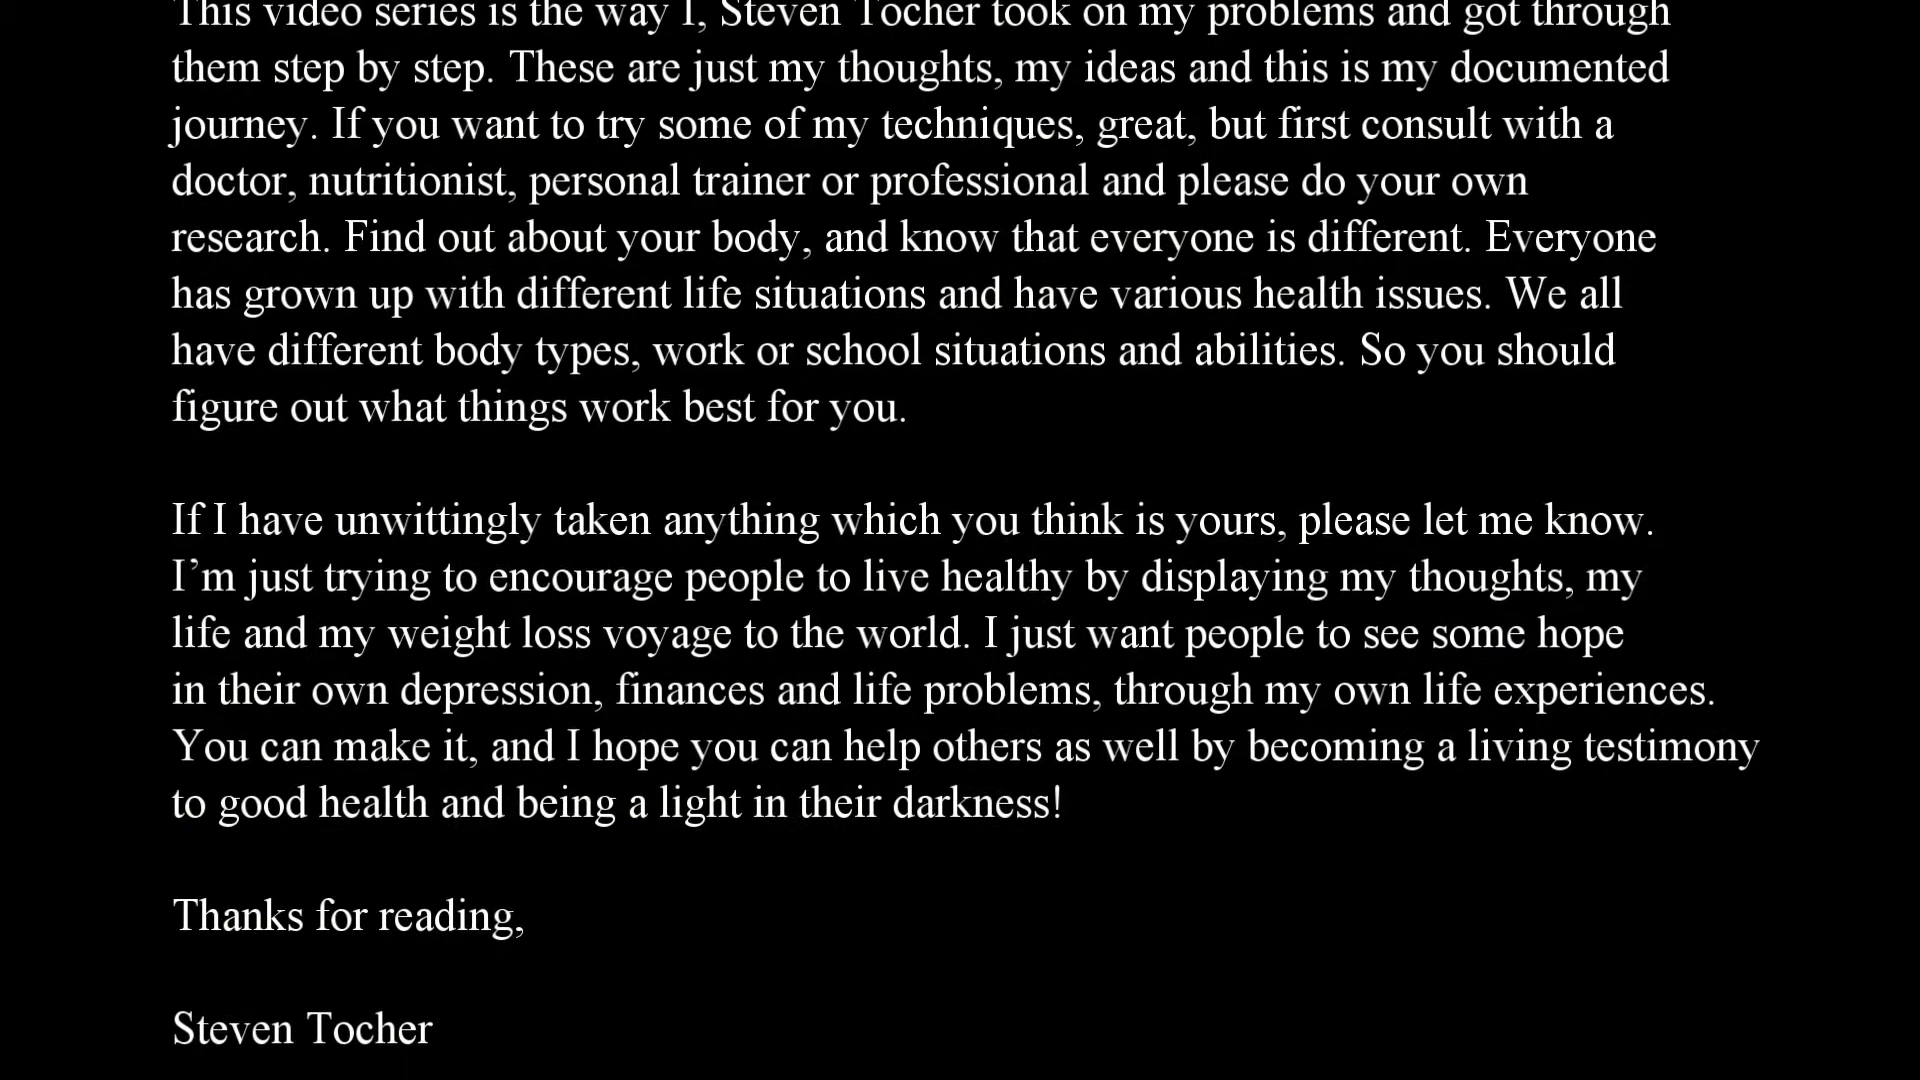 This video series is the way I, Steven Tocher took on my problems and got through
them step by step. These are just my thoughts, my ideas and this is my documented
journey. If you want to try some of my techniques, great, but first consult with a
doctor, nutritionist, personal trainer or professional and please do your own
research. Find out about your body, and know that everyone is different. Everyone
has grown up with different life situations and have various health issues. We all
have different body types, work or school situations and abilities. So you should
figure out what things work best for you.
If I have unwittingly taken anything which you think is yours, please let me know.
I’m just trying to encourage people to live healthy by displaying my thoughts, my
life and my weight loss voyage to the world. I just want people to see some hope
in their own depression, finances and life problems, through my own life experiences.
You can make it, and I hope you can help others as well by becoming a living testimony
to good health and being a light in their darkness!
Thanks for reading,
Steven Tocher